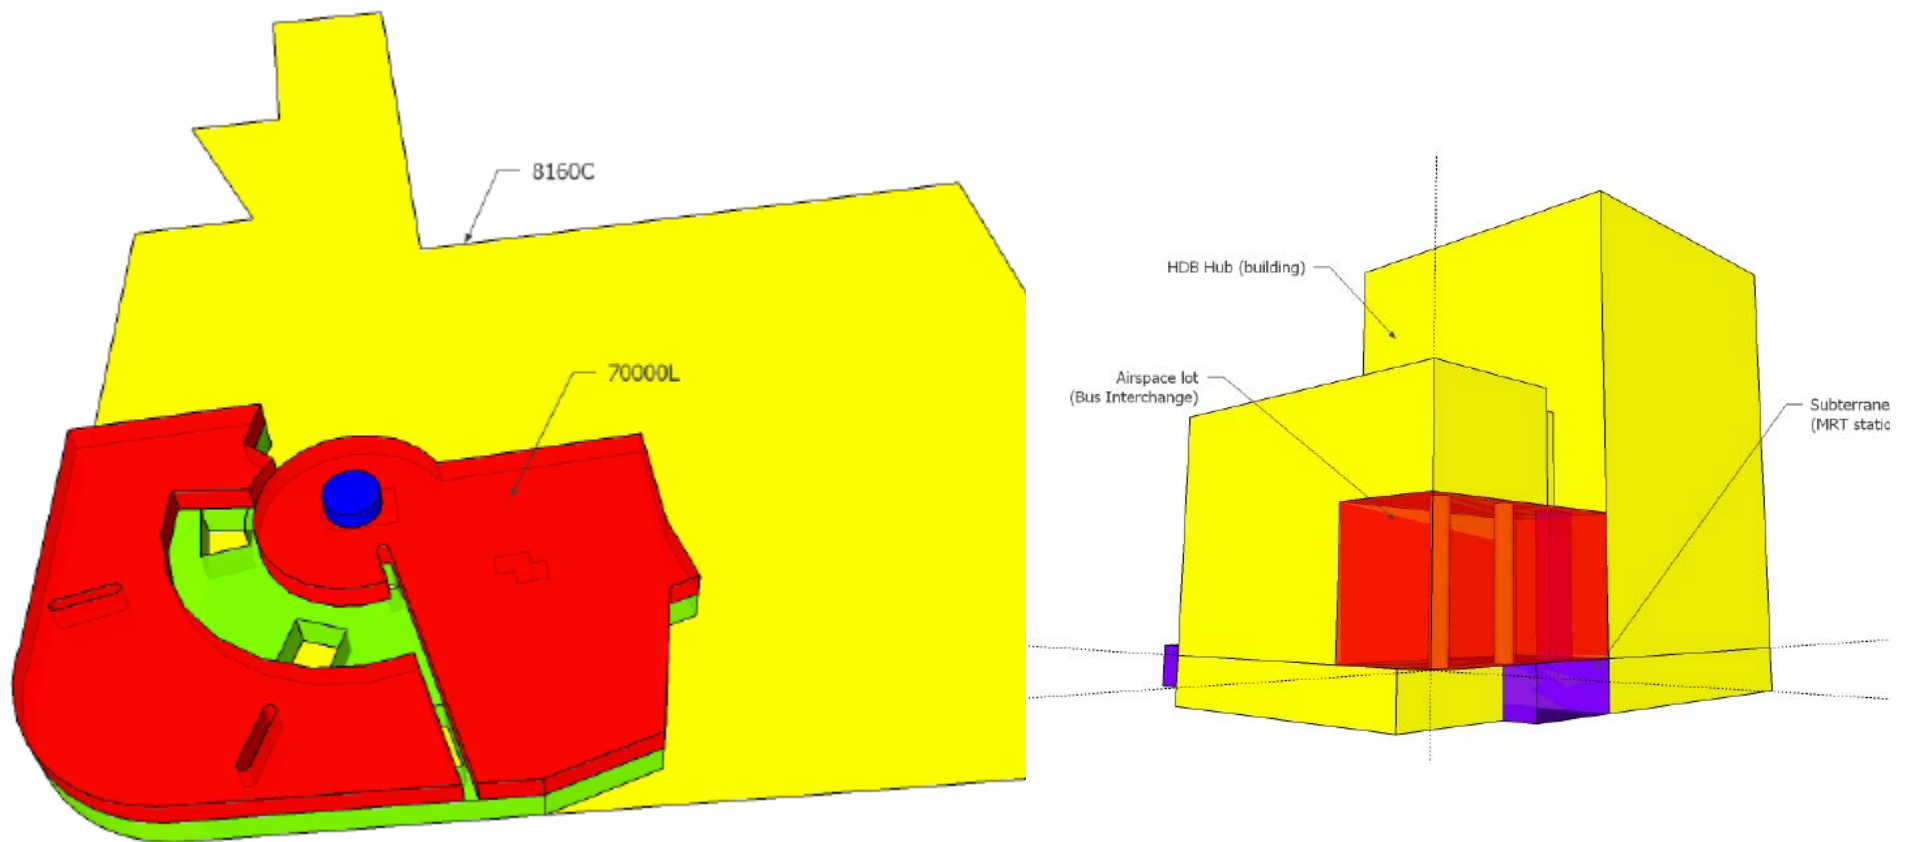 8160C
70000L
HDB Hub (building)
Airspace lot
(Bus Interchange)
Subterrane
(MRT static